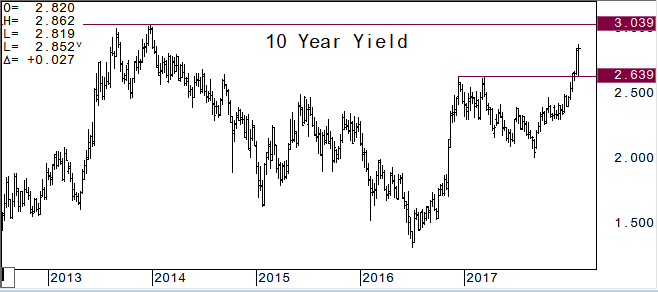 O= 2.820
H= 2.862
L= 2.819
L= 2.852v
Δ= +0.027
10 Year Yield
3.039
2.639
2.500
2.000
1.500
2013 2014 2015 2016 2017